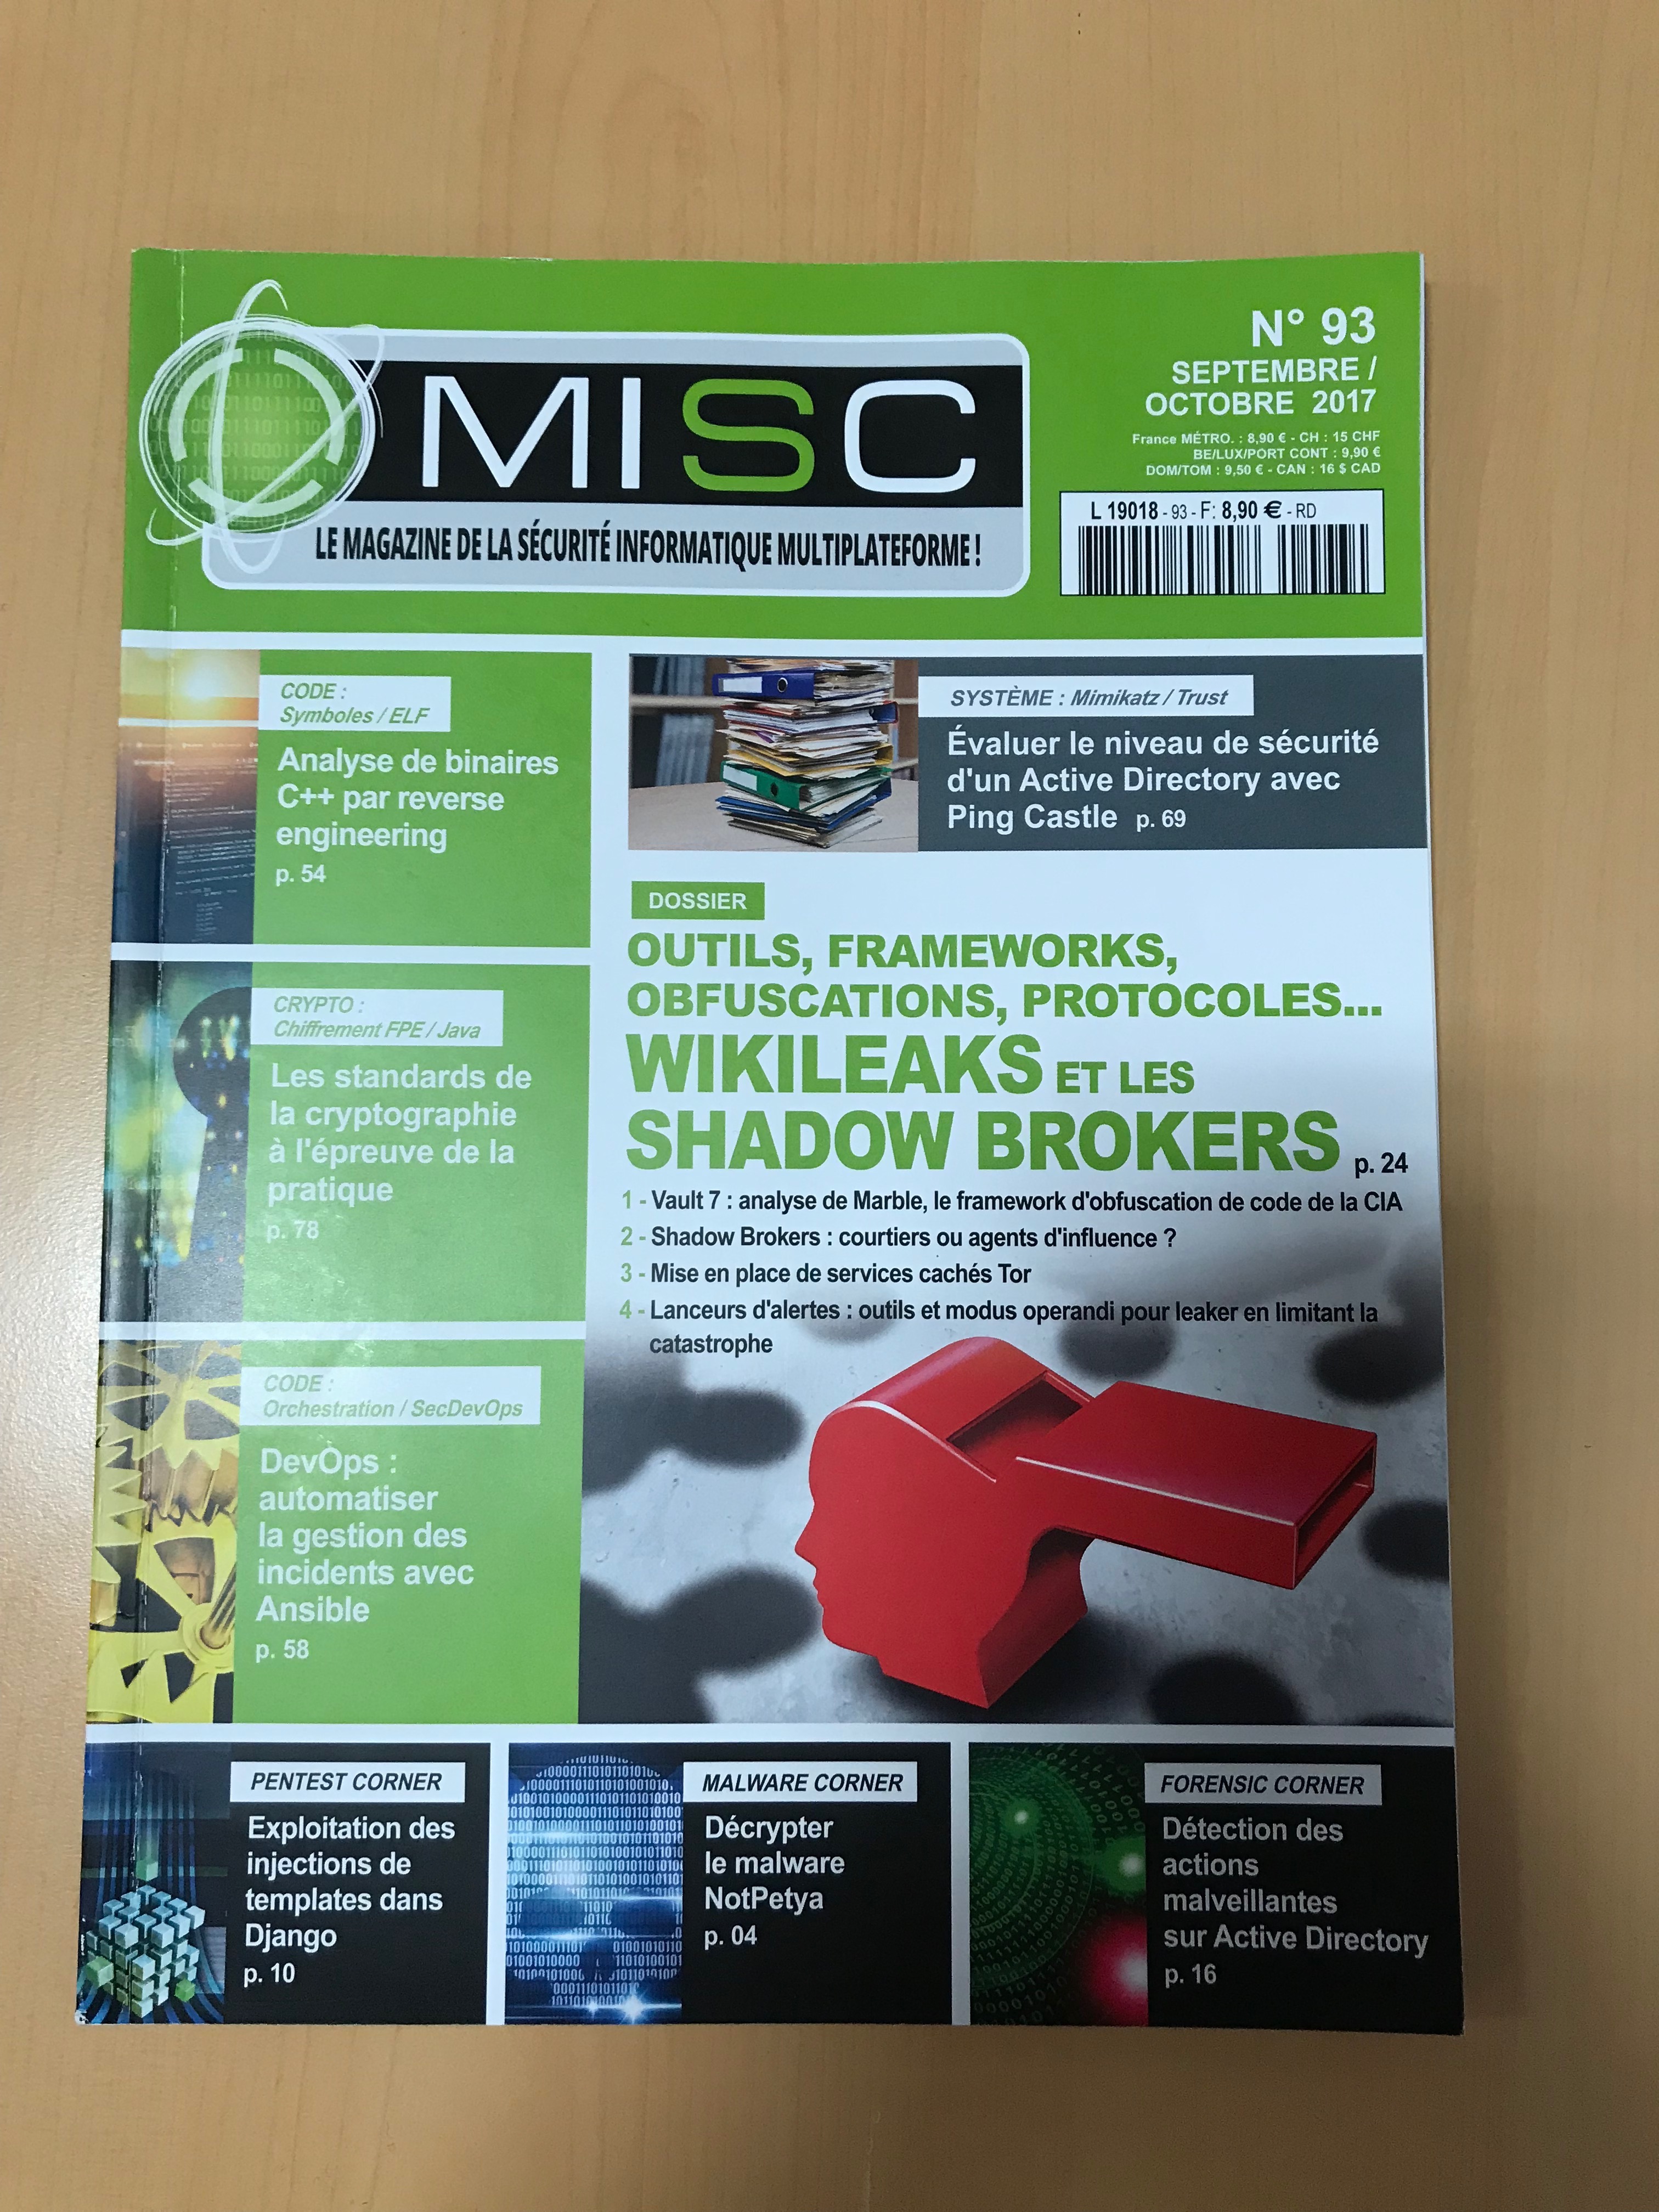 MISC
LE MAGAZINE DE LA SÉCURITÉ INFORMATIQUE MULTIPLATEFORME !
N° 93
SEPTEMBRE /
OCTOBRE 2017
France MÉTRO. : 8,90 € - CH : 15 CHF
BE/LUX/PORT CONT : 9,90 €
DOM/TOM : 9,50 € - CAN : 16 $ CAD
L 19018 - 93 - F: 8,90 € - RD
CODE :
Symboles / ELF
Analyse de binaires
C++ par reverse
engineering
p. 54
CRYPTO :
Chiffrement FPE / Java
Les standards de
la cryptographie
à l'épreuve de la
pratique
p. 78
CODE :
Orchestration / SecDevOps
DevOps :
automatiser
la gestion des
incidents avec
Ansible
p. 58
SYSTÈME : Mimikatz / Trust
Évaluer le niveau de sécurité
d'un Active Directory avec
Ping Castle p. 69
DOSSIER
OUTILS, FRAMEWORKS,
OBFUSCATIONS, PROTOCOLES...
WIKILEAKS ET LES
SHADOW BROKERS p. 24
1 - Vault 7 : analyse de Marble, le framework d'obfuscation de code de la CIA
2 - Shadow Brokers : courtiers ou agents d'influence ?
3 - Mise en place de services cachés Tor
4 - Lanceurs d'alertes : outils et modus operandi pour leaker en limitant la
catastrophe
PENTEST CORNER
Exploitation des
injections de
templates dans
Django
p. 10
MALWARE CORNER
Décrypter
le malware
NotPetya
p. 04
FORENSIC CORNER
Détection des
actions
malveillantes
sur Active Directory
p. 16